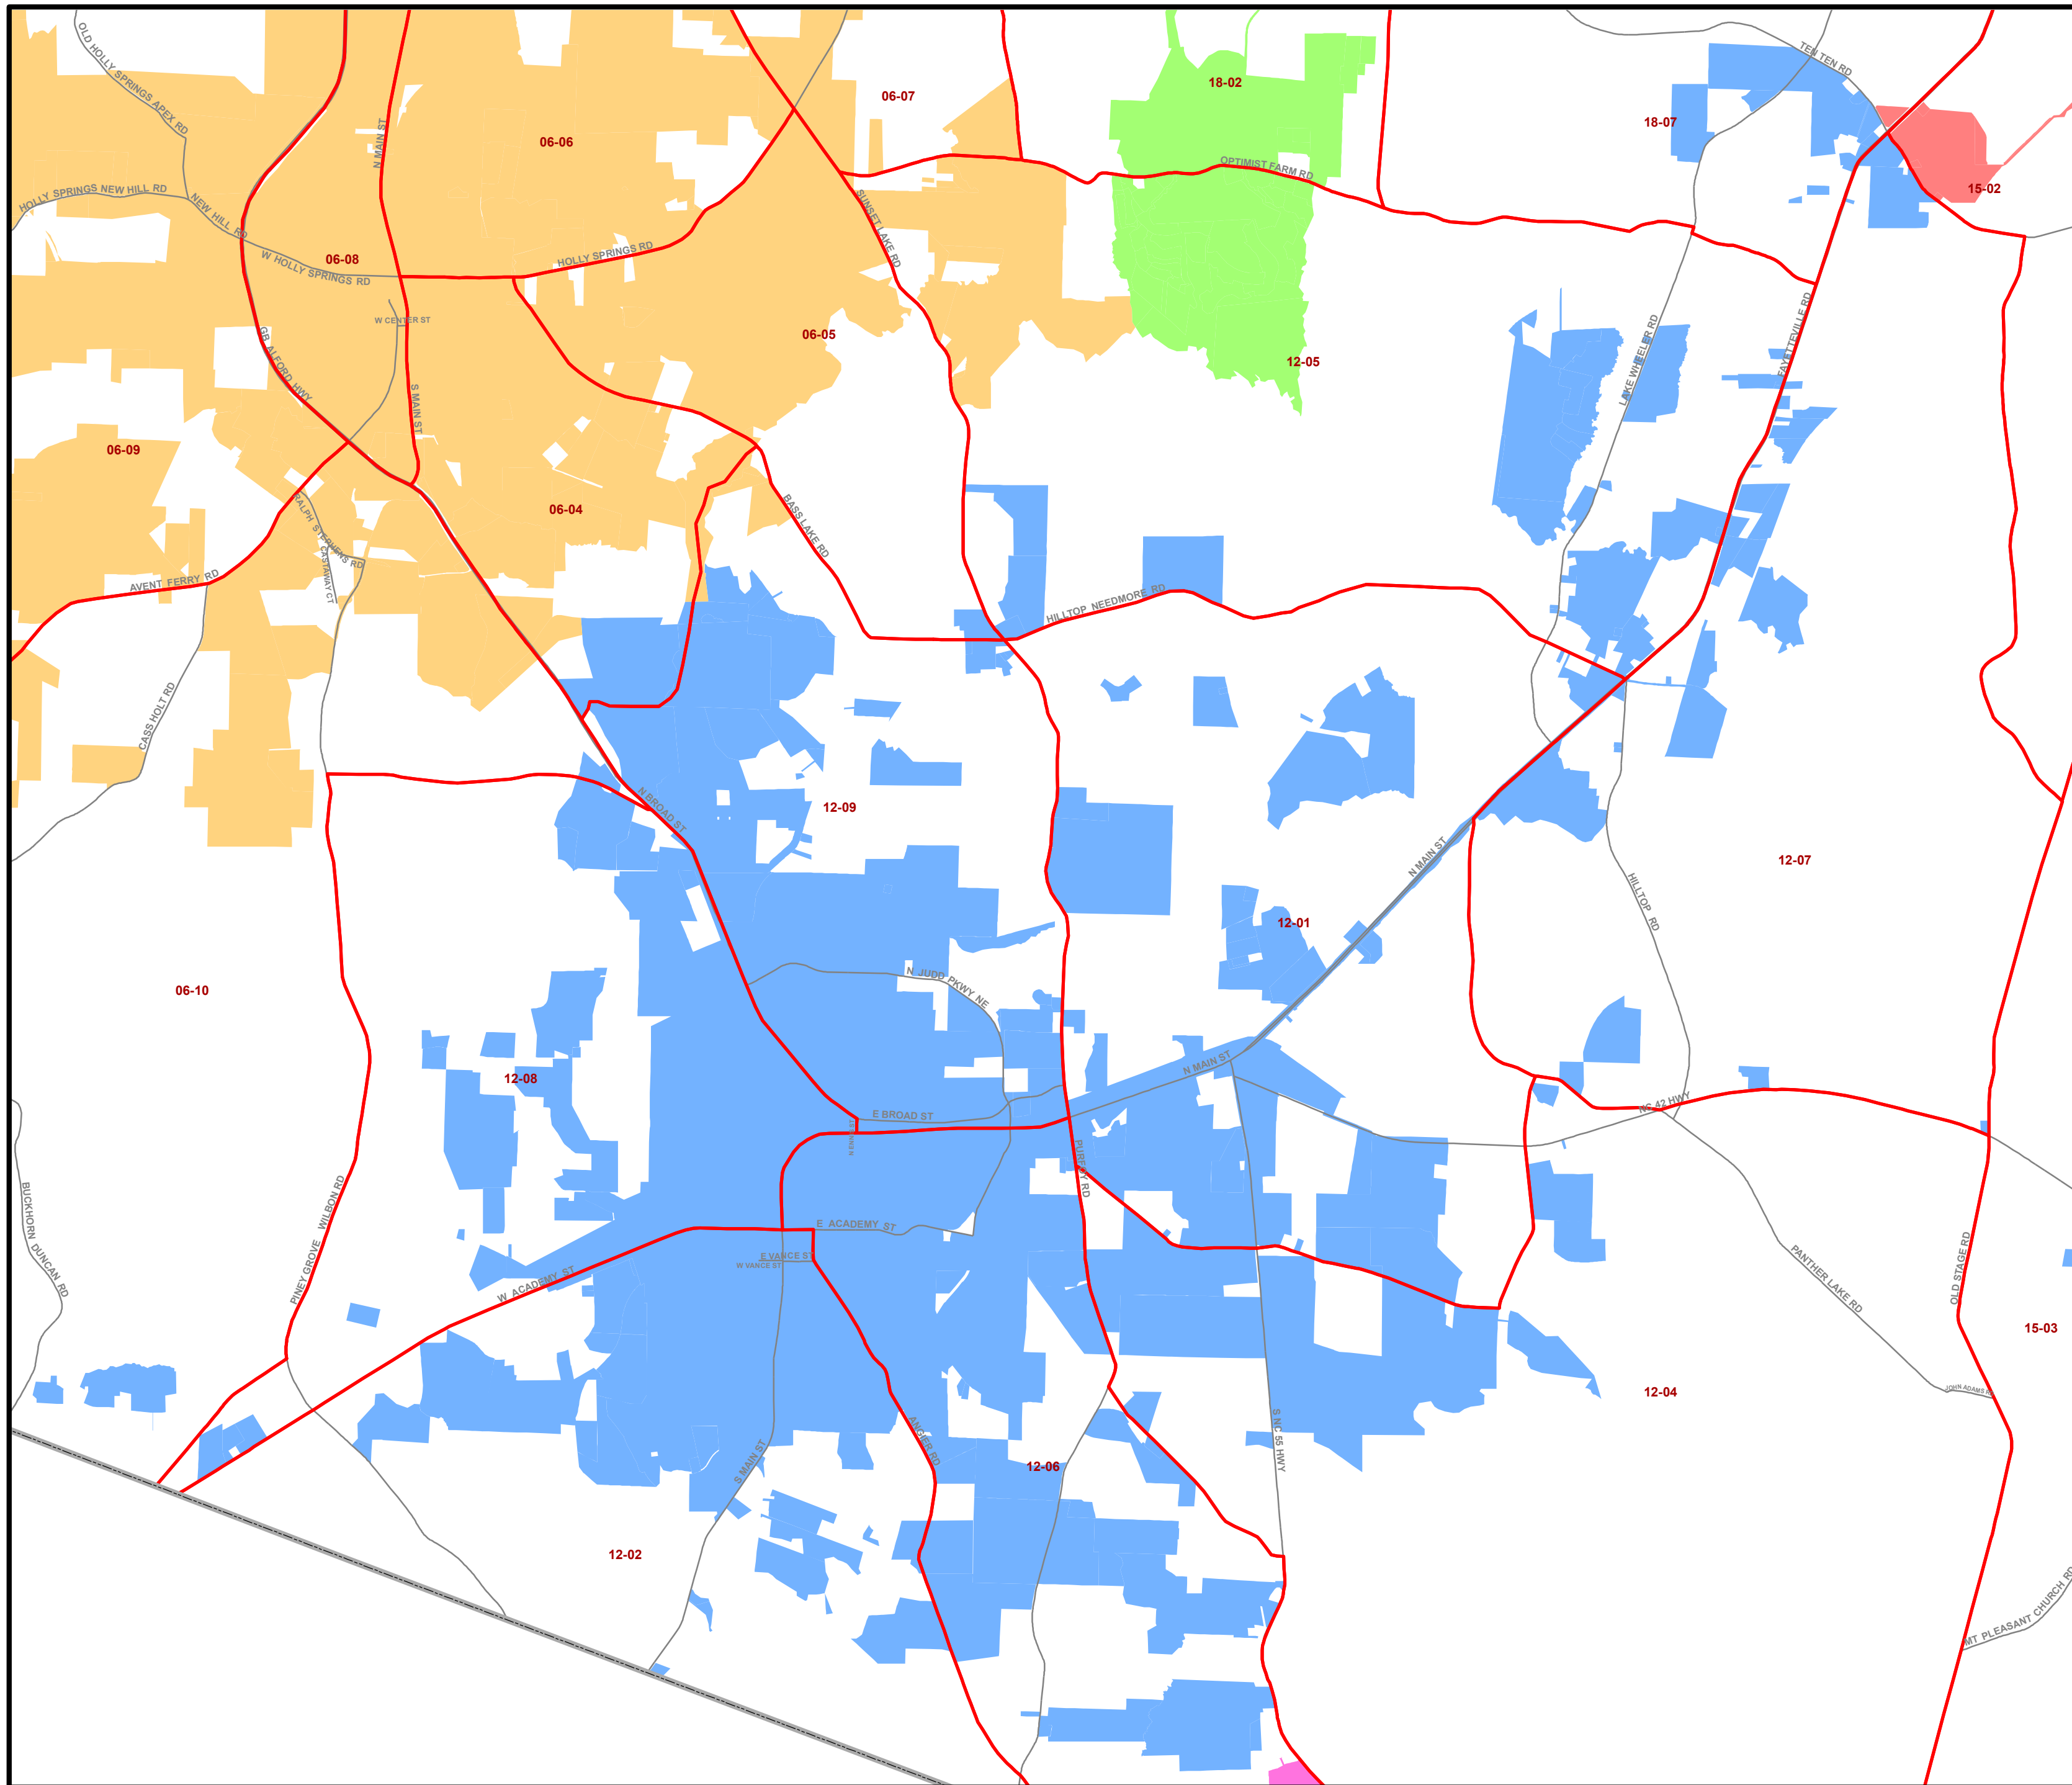 OLD HOLLY SPRINGS APEX RD
TEN TEN RD
18-02
06-07
18-07
N MAIN ST
06-06
OPTIMIST FARM RD
15-02
HOLLY SPRINGS NEW HILL RD
NEW HILL RD
SUNSET LAKE RD
HOLLY SPRINGS RD
06-08
W HOLLY SPRINGS RD
W CENTER ST
06-05
FAYETTEVILLE RD
LAKE WHEELER RD
GB ALFORD HWY
12-05
S MAIN ST
06-09
06-04
BASS LAKE RD
RALPH STEPHENS RD
CASTAWAY CT
AVENT FERRY RD
HILLTOP NEEDMORE RD
CASS HOLT RD
N BROAD ST
12-09
N MAIN ST
12-07
HILLTOP RD
12-01
06-10
N JUDD PKWY NE
12-08
N MAIN ST
E BROAD ST
N ENNIS ST
NC 42 HWY
PURFOY RD
BUCKHORN DUNCAN RD
PINEY GROVE WILBON RD
E ACADEMY ST
E VANCE ST
W VANCE ST
W ACADEMY ST
PANTHER LAKE RD
OLD STAGE RD
15-03
JOHN ADAMS RD
12-04
ANGIER RD
S NC 55 HWY
S MAIN ST
12-06
12-02
MT PLEASANT CHURCH RD